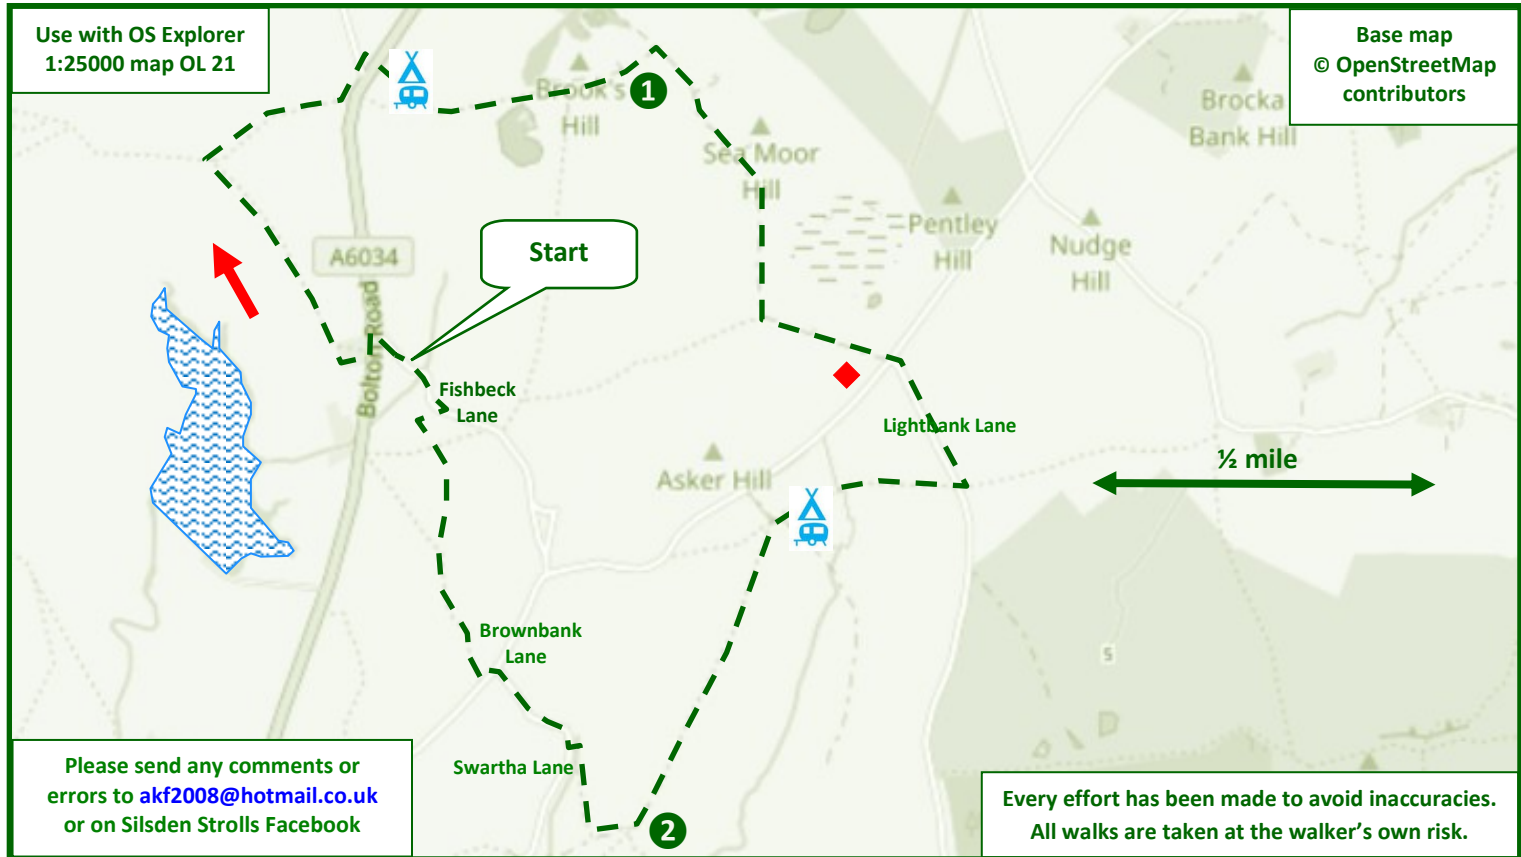 Use with OS Explorer
1:25000 map OL 21
Base map
© OpenStreetMap
contributors
Brook's
Hill
1
Brocka
Bank Hill
Sea Moor
Hill
Pentley
Hill
Nudge
Hill
A6034
Start
Bolton Road
Fishbeck
Lane
Lightbank Lane
Asker Hill
½ mile
Brownbank
Lane
5
Swartha Lane
2
Please send any comments or
errors to akf2008@hotmail.co.uk
or on Silsden Strolls Facebook
Every effort has been made to avoid inaccuracies.
All walks are taken at the walker's own risk.